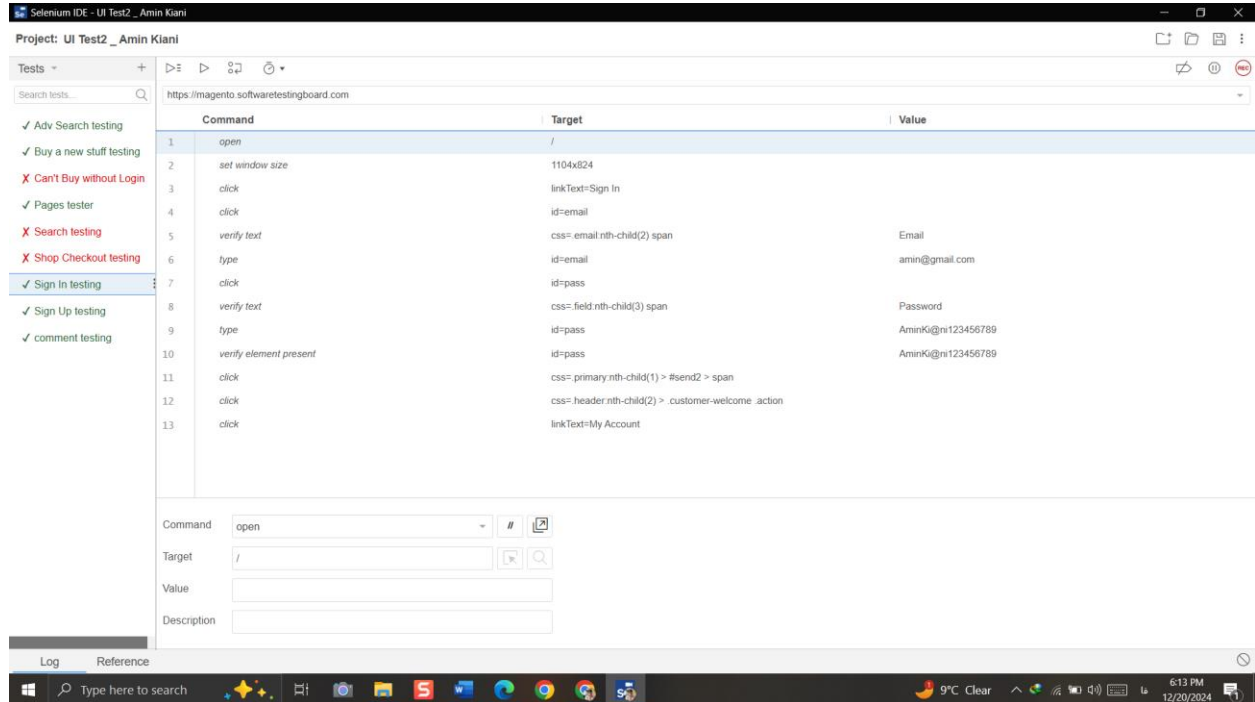 Selenium IDE - UI Test2 _ Amin Kiani
Project: UI Test2 _ Amin Kiani
Tests
Search tests...
✓ Adv Search testing
✓ Buy a new stuff testing
X Can't Buy without Login
✓ Pages tester
X Search testing
X Shop Checkout testing
✓ Sign In testing
✓ Sign Up testing
✓ comment testing
REC
https://magento.softwaretestingboard.com
Command Target Value
1 open /
2 set window size 1104x824
3 click linkText=Sign In
4 click id=email
5 verify text css=.email:nth-child(2) span Email
6 type id=email amin@gmail.com
7 click id=pass
8 verify text css=.field:nth-child(3) span Password
9 type id=pass AminKi@ni123456789
10 verify element present id=pass AminKi@ni123456789
11 click css=.primary:nth-child(1) > #send2 > span
12 click css=.header:nth-child(2) > .customer-welcome .action
13 click linkText=My Account
Command open //
Target /
Value
Description
Log Reference
Type here to search
9°C Clear
فا
6:13 PM
12/20/2024